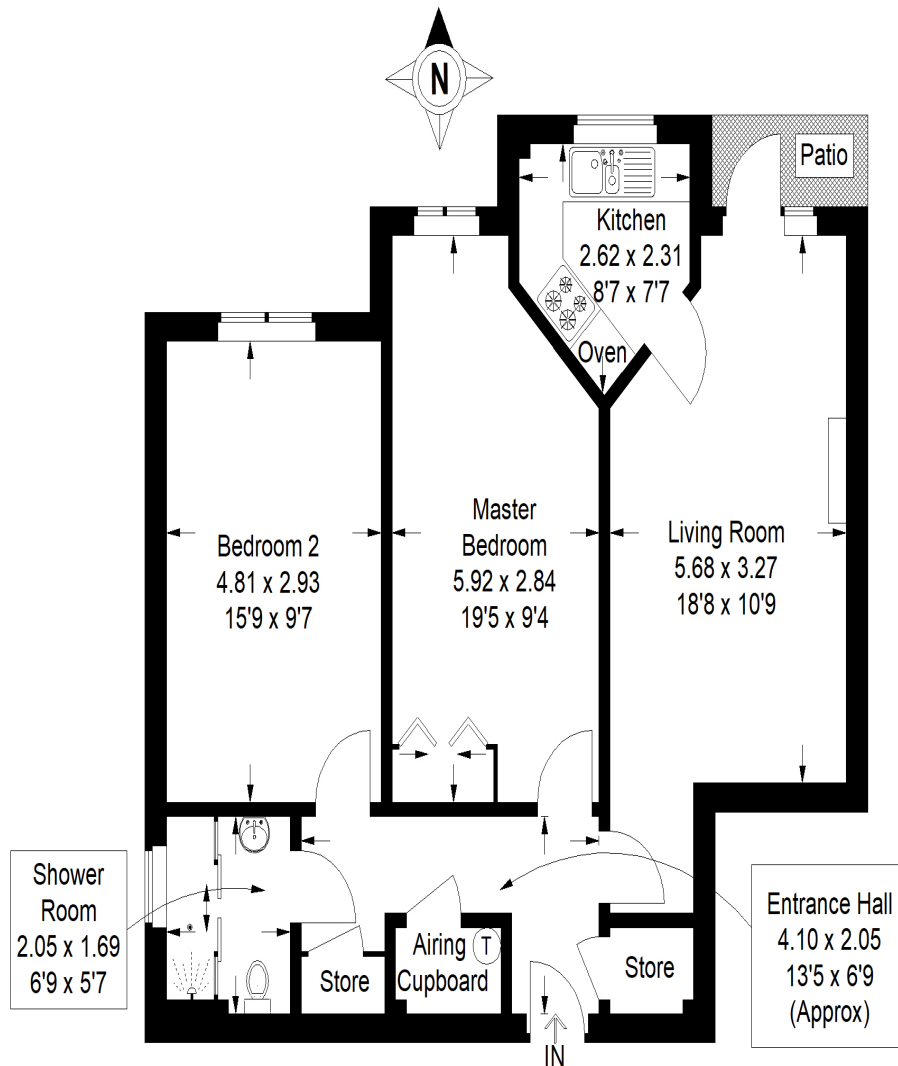 N
Patio
Kitchen
2.62 x 2.31
8'7 x 7'7
Oven
Bedroom 2
4.81 x 2.93
15'9 x 9'7
Master
Bedroom
5.92 x 2.84
19'5 x 9'4
Living Room
5.68 x 3.27
18'8 x 10'9
Shower
Room
2.05 x 1.69
6'9 x 5'7
Store
Airing
Cupboard
T
Store
Entrance Hall
4.10 x 2.05
13'5 x 6'9
(Approx)
IN